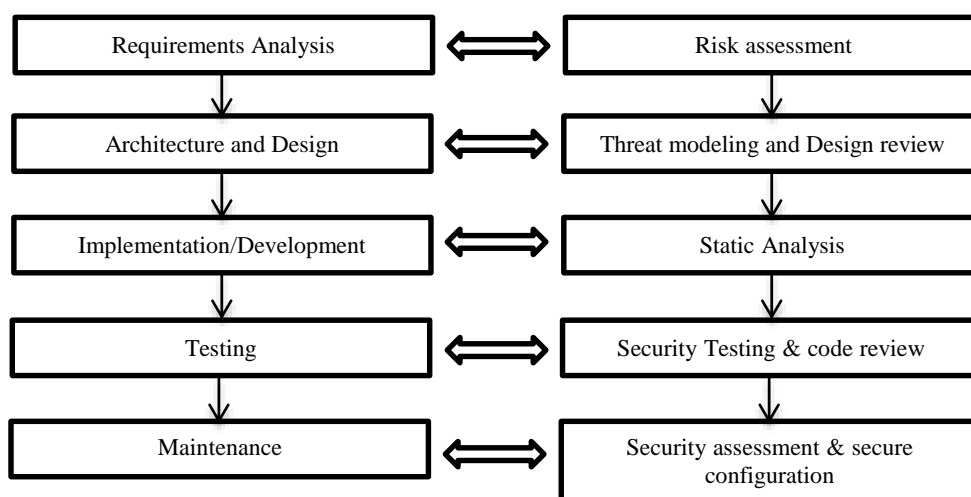 Requirements Analysis
Risk assessment
Architecture and Design
Threat modeling and Design review
Implementation/Development
Static Analysis
Testing
Security Testing & code review
Maintenance
Security assessment & secure
configuration